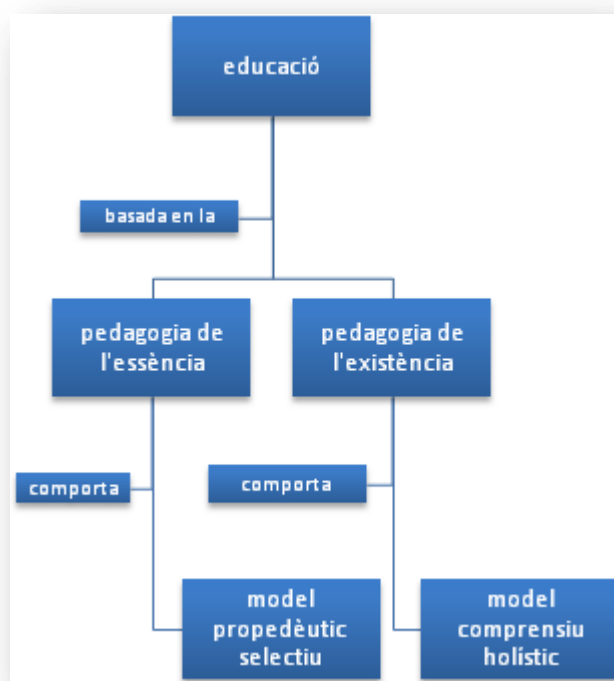 educació
basada en la
pedagogia de
l'essència
pedagogia de
l'existència
comporta
comporta
model
propedèutic
selectiu
model
comprensiu
holístic